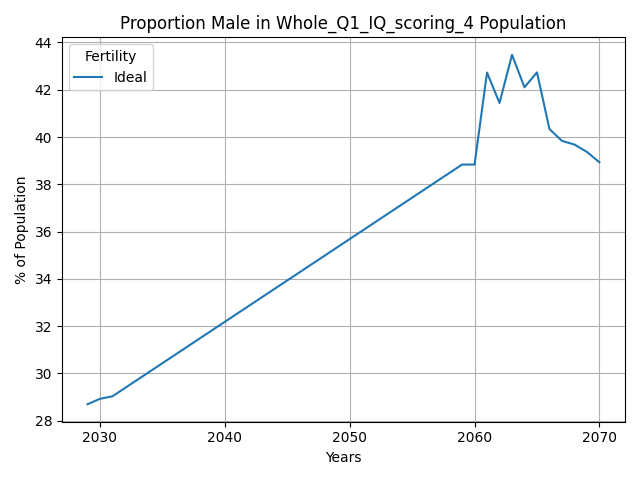 Proportion Male in Whole_Q1_IQ_scoring_4 Population
Fertility
Ideal
% of Population
44
42
40
38
36
34
32
30
28
2030 2040 2050 2060 2070
Years